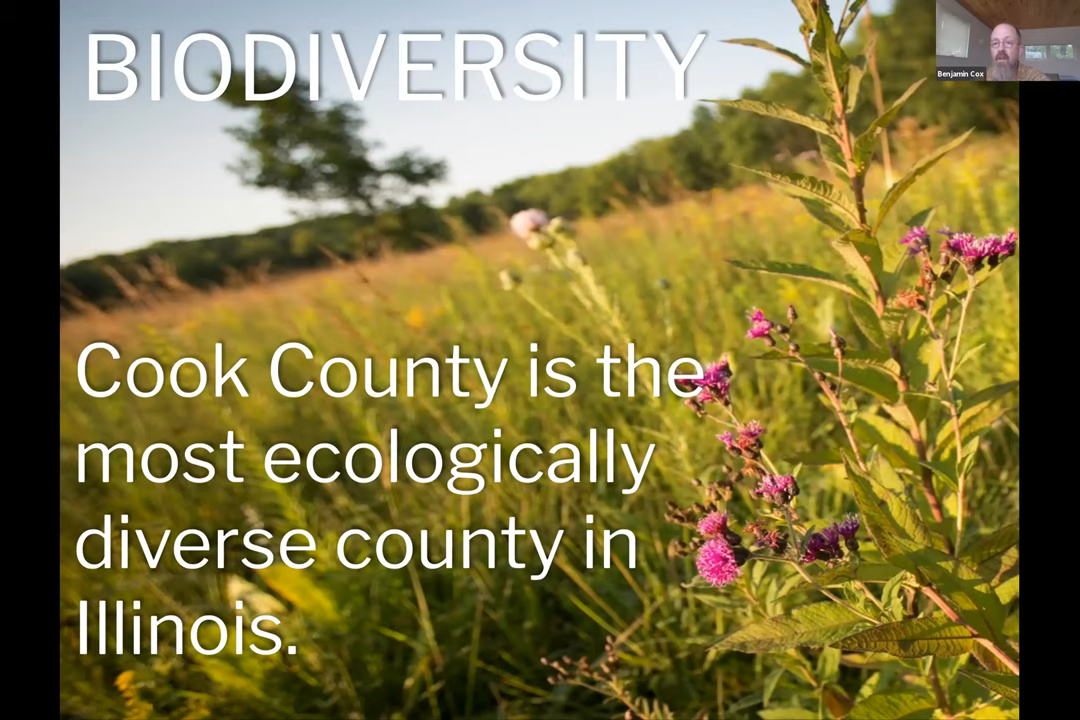 BIODIVERSITY
Benjamin Cox
Cook County is the
most ecologically
diverse county in
Illinois.